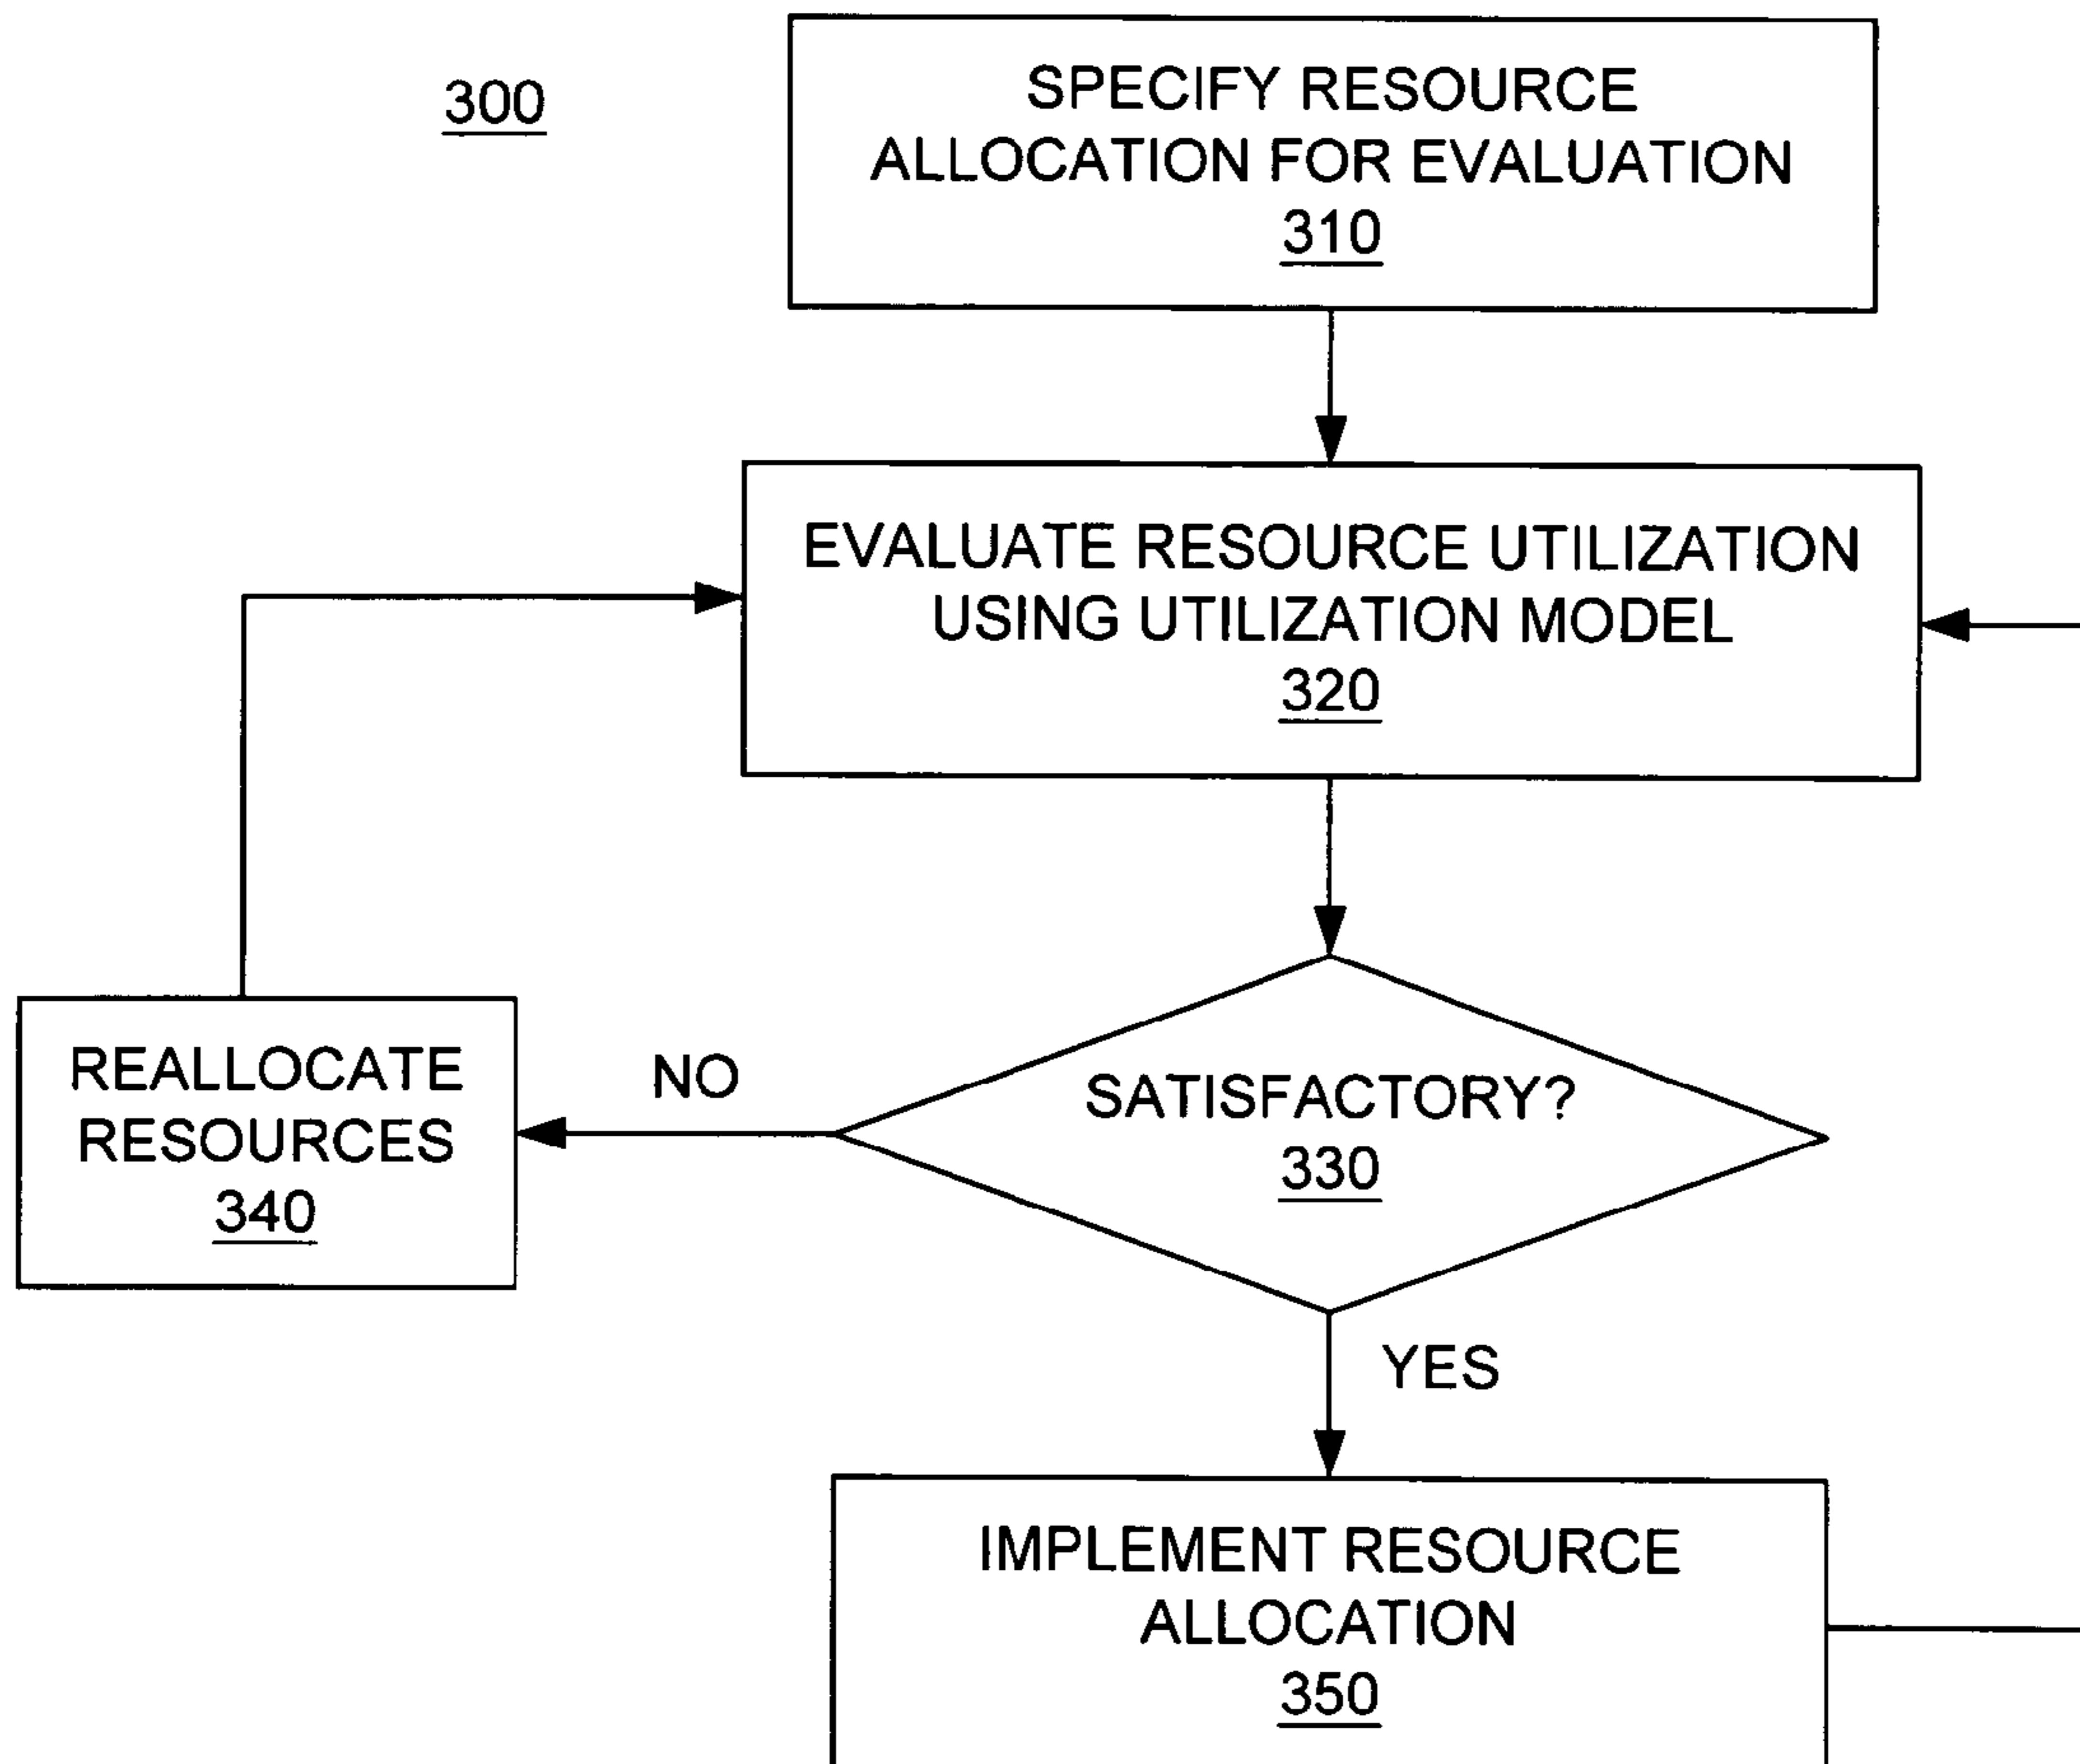 300
SPECIFY RESOURCE
ALLOCATION FOR EVALUATION
310
EVALUATE RESOURCE UTILIZATION
USING UTILIZATION MODEL
320
REALLOCATE
RESOURCES
340
NO
SATISFACTORY?
330
YES
IMPLEMENT RESOURCE
ALLOCATION
350